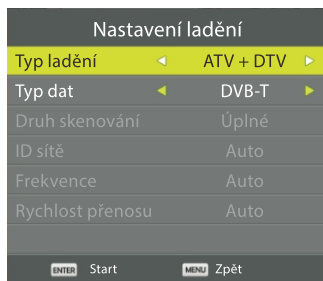 Nastavení ladění
Typ ladění ATV + DTV
Typ dat DVB-T
Druh skenování Úplné
ID sítě Auto
Frekvence Auto
Rychlost přenosu Auto
ENTER Start MENU Zpět